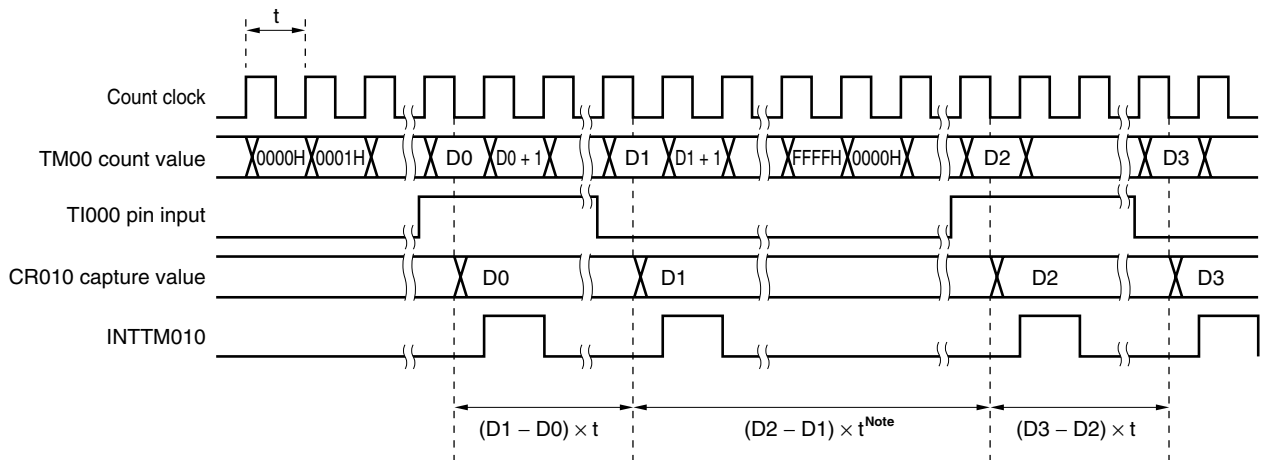 t
Count clock
TM00 count value 0000H 0001H D0 D0 + 1 D1 D1 + 1 FFFFH 0000H D2 D3
TI000 pin input
CR010 capture value D0 D1 D2 D3
INTTM010
(D1 − D0) × t (D2 − D1) × t Note (D3 − D2) × t